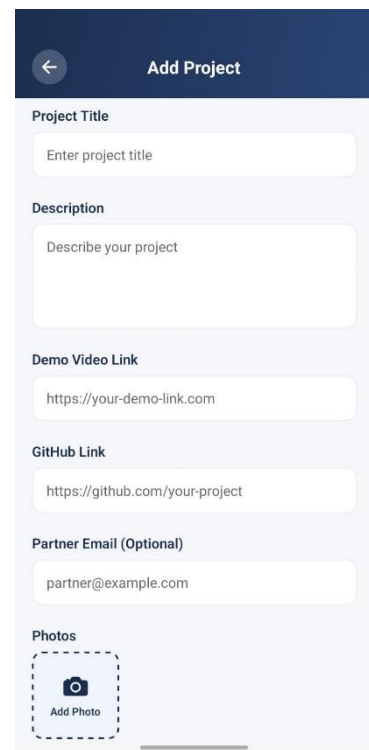 Add Project
Project Title
Enter project title
Description
Describe your project
Demo Video Link
https://your-demo-link.com
GitHub Link
https://github.com/your-project
Partner Email (Optional)
partner@example.com
Photos
Add Photo